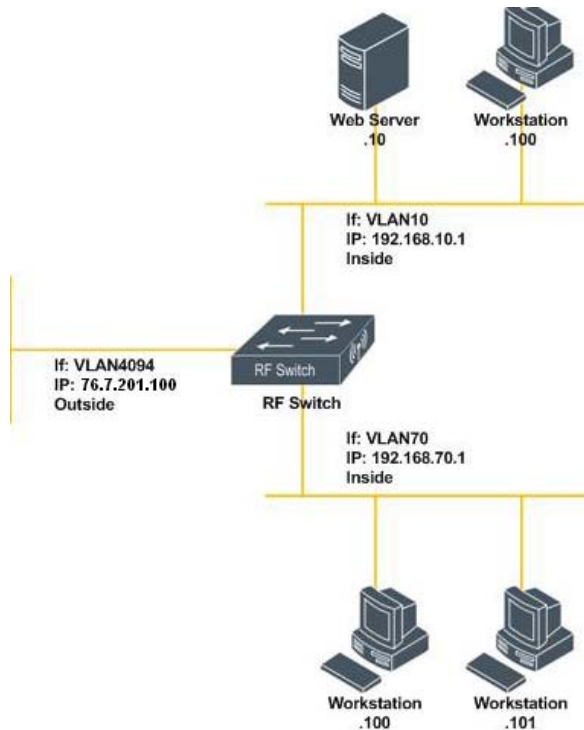 Web Server
.10
Workstation
.100
If: VLAN10
IP: 192.168.10.1
Inside
RF Switch
RF Switch
If: VLAN4094
IP: 76.7.201.100
Outside
If: VLAN70
IP: 192.168.70.1
Inside
Workstation
.100
Workstation
.101